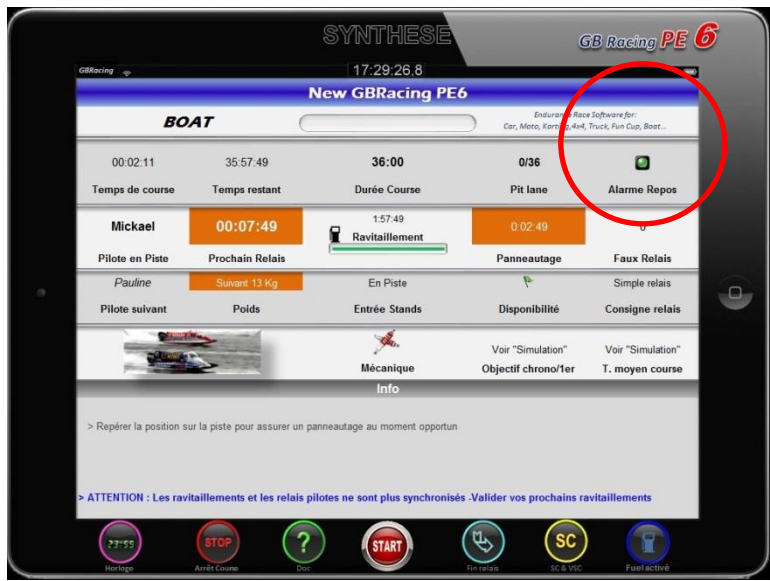 SYNTHESE
GB Racing PE 6
GBRacing
17:29:26.8
New GBRacing PE6
BOAT
Endurance Race Software for:
Car, Moto, Karting, 4x4, Truck, Fun Cup, Boat...
00:02:11 35:57:49 36:00 0/36
Temps de course Temps restant Durée Course Pit lane Alarme Repos
Mickael 00:07:49 1:57:49 0:02:49 0
Ravitaillement
Pilote en Piste Prochain Relais Panneautage Faux Relais
Pauline Suivant 13 Kg En Piste Simple relais
Pilote suivant Poids Entrée Stands Disponibilité Consigne relais
Voir "Simulation" Voir "Simulation"
Mécanique Objectif chrono/1er T. moyen course
Info
> Repérer la position sur la piste pour assurer un panneautage au moment opportun
> ATTENTION : Les ravitaillements et les relais pilotes ne sont plus synchronisés -Valider vos prochains ravitaillements
23:59 STOP ? START SC
Horloge Arrêt Course Doc Fin relais SC & VSC Fuel activé